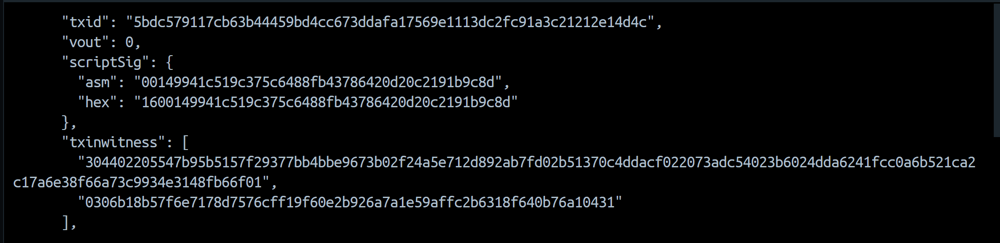 "txid": "5bdc579117cb63b44459bd4cc673ddafa17569e1113dc2fc91a3c21212e14d4c",
"vout": 0,
"scriptSig": {
"asm": "00149941c519c375c6488fb43786420d20c2191b9c8d",
"hex": "1600149941c519c375c6488fb43786420d20c2191b9c8d"
},
"txinwitness": [
"304402205547b95b5157f29377bb4bbe9673b02f24a5e712d892ab7fd02b51370c4ddacf022073adc54023b6024dda6241fcc0a6b521ca2
c17a6e38f66a73c9934e3148fb66f01",
"0306b18b57f6e7178d7576cff19f60e2b926a7a1e59affc2b6318f640b76a10431"
],